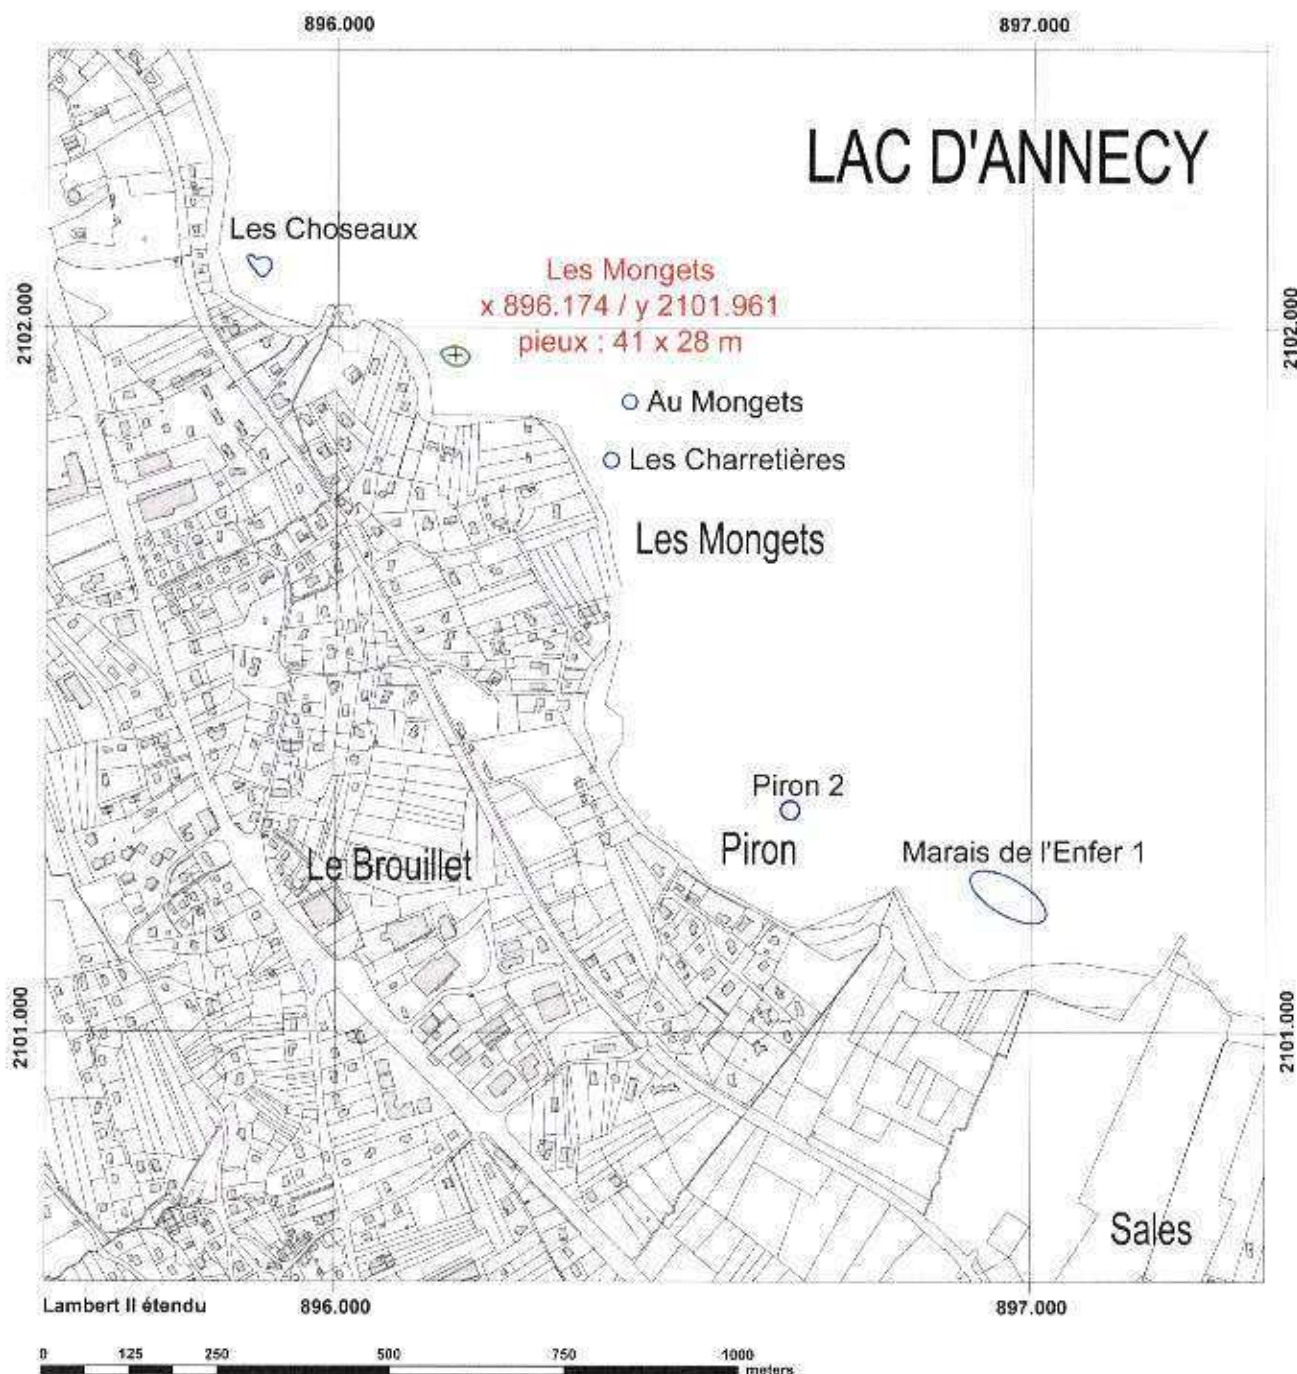 896.000
897.000
LAC D'ANNECY
Les Choseaux
Les Mongets
x 896.174 / y 2101.961
pieux : 41 x 28 m
2102.000
2102.000
Au Mongets
Les Charretières
Les Mongets
Piron 2
Piron
Le Brouillet
Marais de l'Enfer 1
2101.000
2101.000
Sales
Lambert II étendu
896.000
897.000
0 125 250 500 750 1000
meters